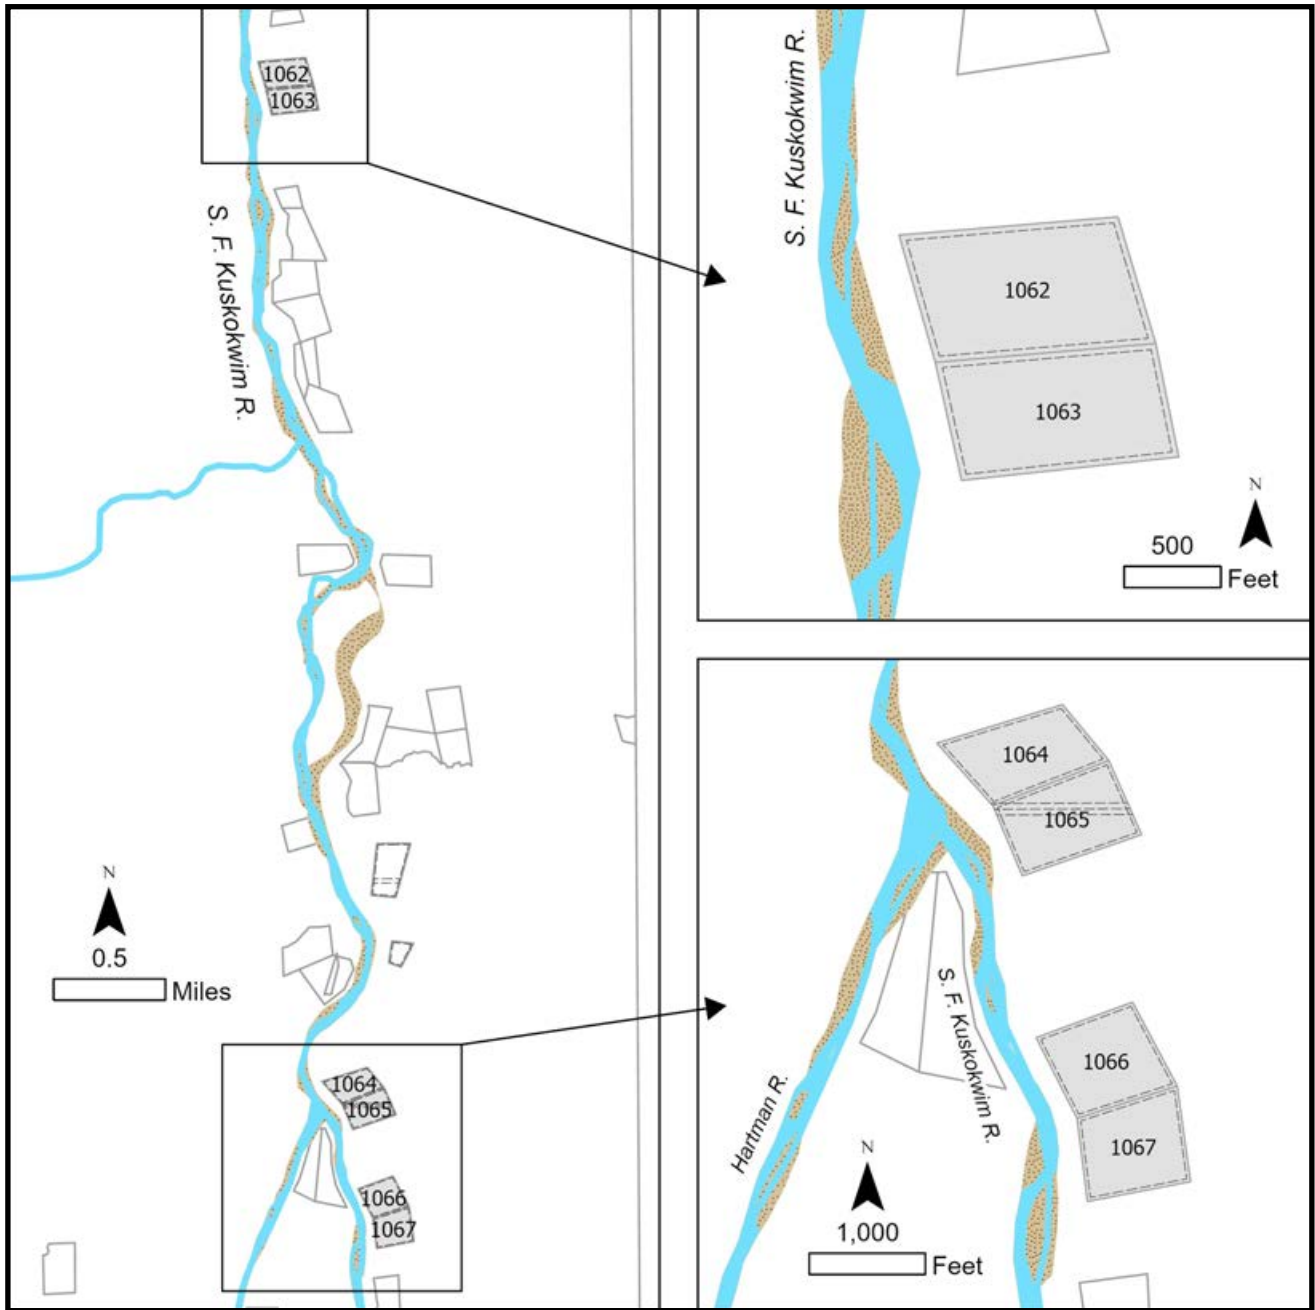 1062
1063
S. F. Kuskokwim R.
N
0.5
Miles
1064
1065
1066
1067
S. F. Kuskokwim R.
1062
1063
N
500
Feet
1064
1065
S. F. Kuskokwim R.
1066
1067
Hartman R.
N
1,000
Feet